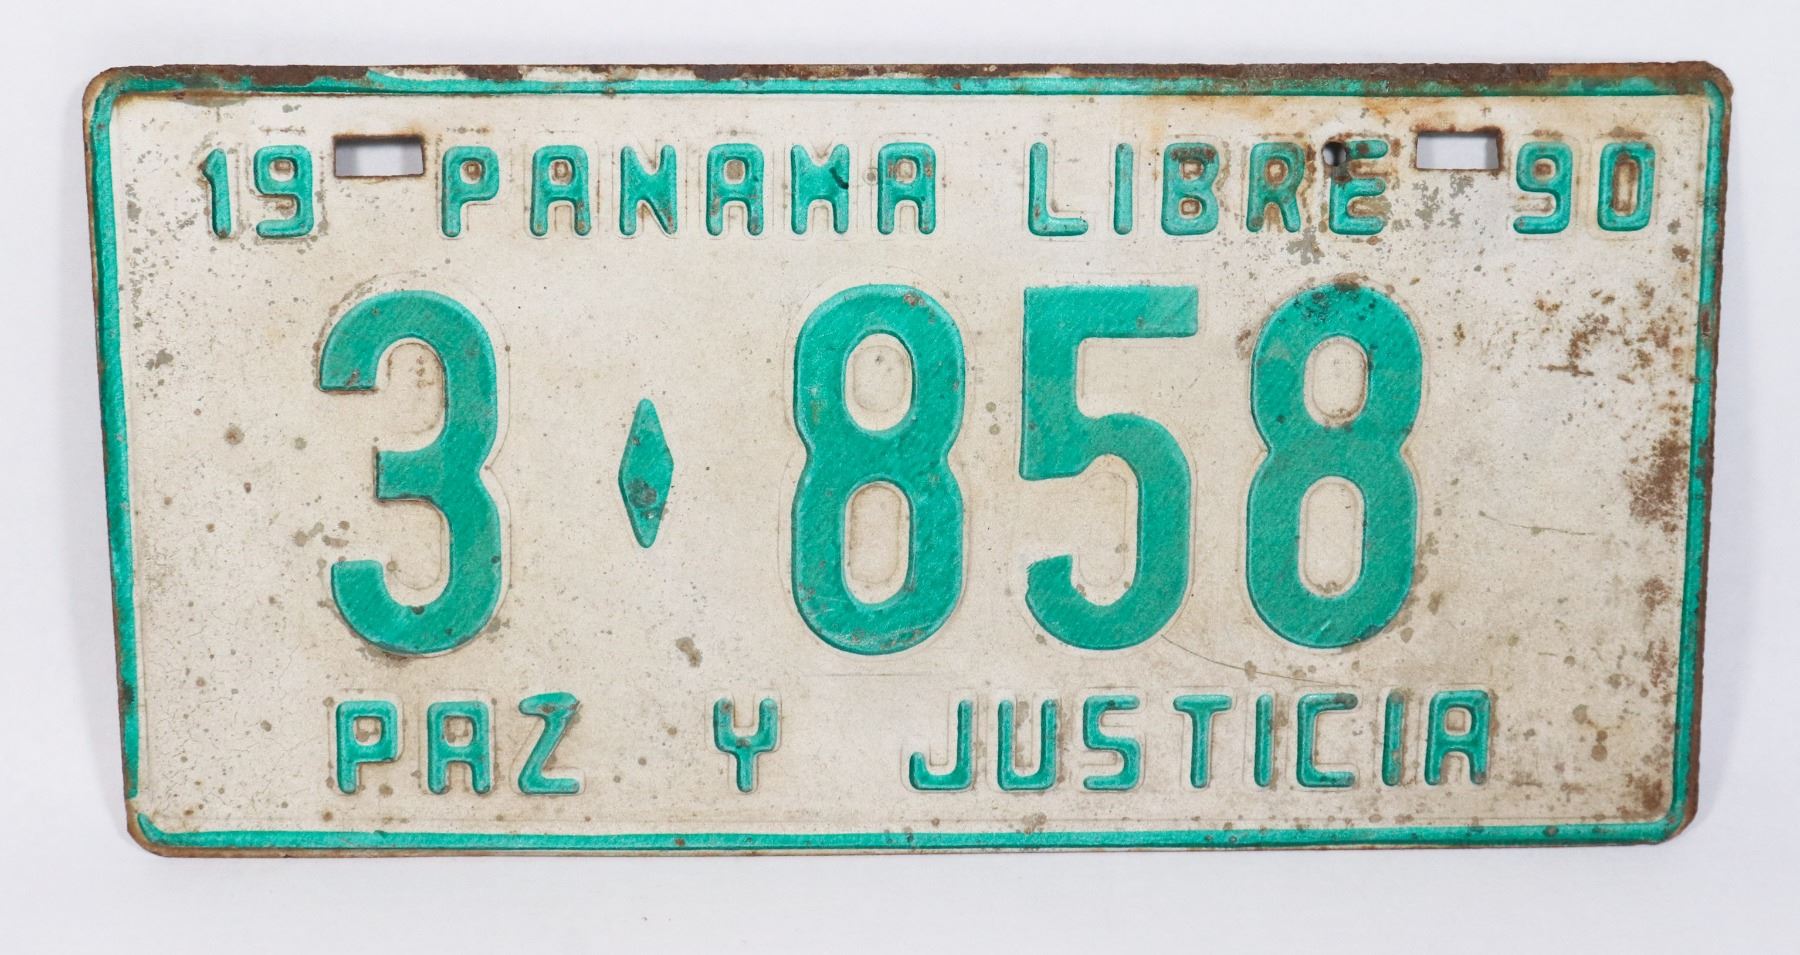 19 PANAMA LIBRE 90
3♦858
PAZ Y JUSTICIA